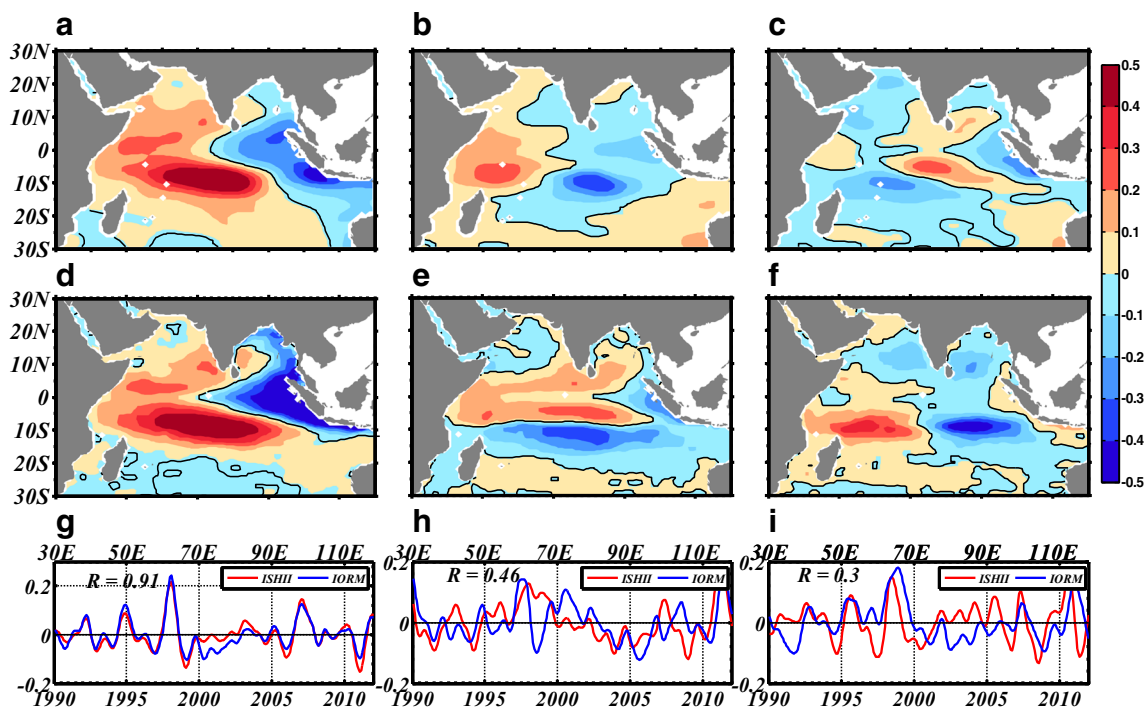 a b c
30N
20N
10N
0
10S
20S
30S
0.5
0.4
0.3
0.2
0.1
0
-0.1
-0.2
-0.3
-0.4
-0.5
d e f
30N
20N
10N
0
10S
20S
30S
g h i
30E 50E 70E 90E 110E
30E 50E 70E 90E 110E
30E 50E 70E 90E 110E
0.2
0
-0.2
R = 0.91
ISHII IORM
1990 1995 2000 2005 2010
0.2
0
-0.2
R = 0.46
ISHII IORM
1990 1995 2000 2005 2010
0.2
0
-0.2
R = 0.3
ISHII IORM
1990 1995 2000 2005 2010